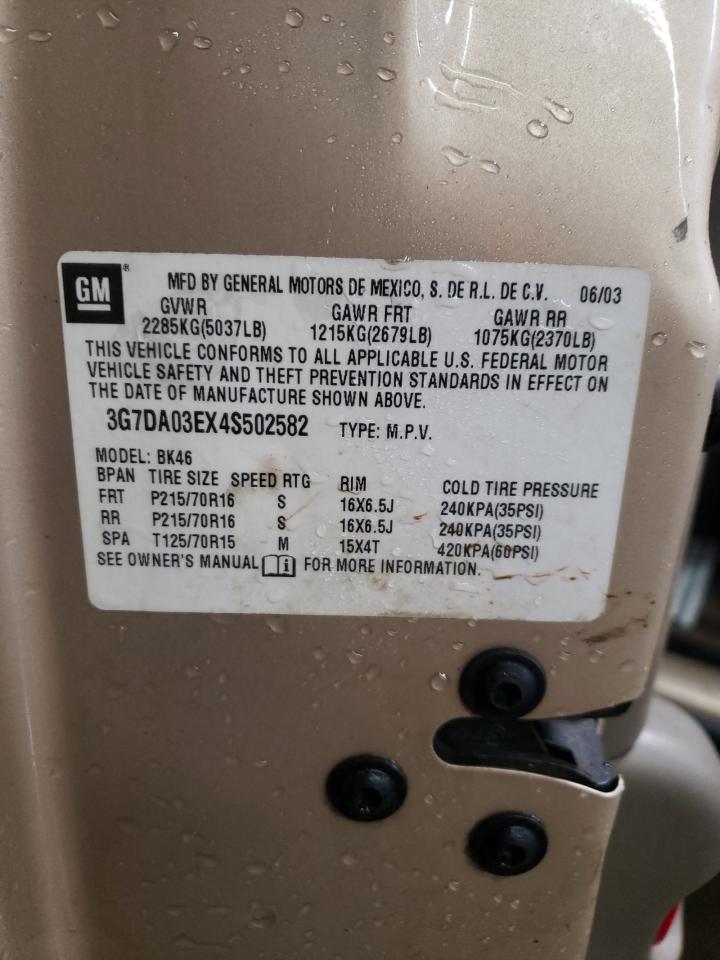 GM®
MFD BY GENERAL MOTORS DE MEXICO, S. DE R.L. DE C.V. 06/03
GVWR GAWR FRT GAWR RR
2285KG(5037LB) 1215KG(2679LB) 1075KG(2370LB)
THIS VEHICLE CONFORMS TO ALL APPLICABLE U.S. FEDERAL MOTOR
VEHICLE SAFETY AND THEFT PREVENTION STANDARDS IN EFFECT ON
THE DATE OF MANUFACTURE SHOWN ABOVE.
3G7DA03EX4S502582 TYPE: M.P.V.
MODEL: BK46
BPAN TIRE SIZE SPEED RTG RIM COLD TIRE PRESSURE
FRT P215/70R16 S 16X6.5J 240KPA(35PSI)
RR P215/70R16 S 16X6.5J 240KPA(35PSI)
SPA T125/70R15 M 15X4T 420KPA(60PSI)
SEE OWNER'S MANUAL i FOR MORE INFORMATION.